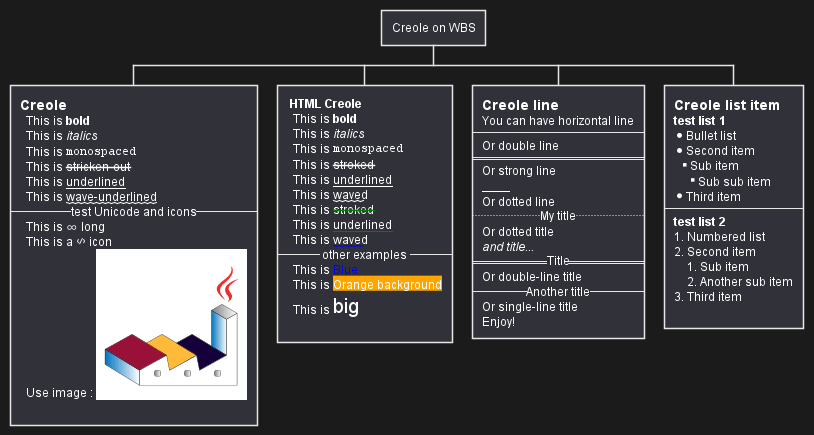 Creole on WBS
Creole
This is bold
This is italics
This is monospaced
This is stricken-out
This is underlined
This is wave-underlined
test Unicode and icons
This is ∞ long
This is a icon
Use image :
HTML Creole
This is bold
This is italics
This is monospaced
This is stroked
This is underlined
This is waved
This is stroked
This is underlined
This is waved
other examples
This is Blue
This is Orange background
This is big
Creole line
You can have horizontal line
Or double line
Or strong line
Or dotted line
My title
Or dotted title
and title...
Title
Or double-line title
Another title
Or single-line title
Enjoy!
Creole list item
test list 1
• Bullet list
• Second item
▪ Sub item
▪ Sub sub item
• Third item
test list 2
1. Numbered list
2. Second item
1. Sub item
2. Another sub item
3. Third item